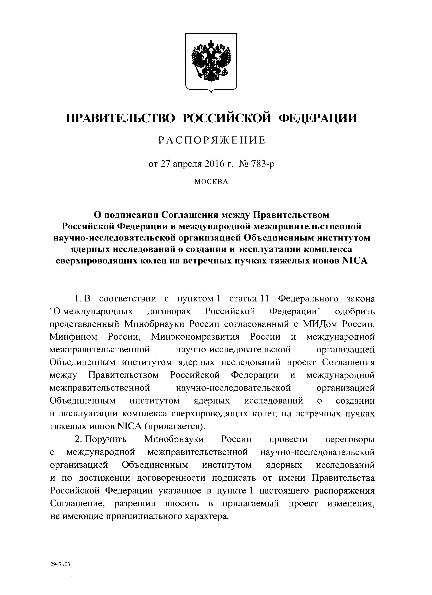 ПРАВИТЕЛЬСТВО РОССИЙСКОЙ ФЕДЕРАЦИИ
РАСПОРЯЖЕНИЕ
от 27 апреля 2016 г. № 783-р
МОСКВА
О подписании Соглашения между Правительством
Российской Федерации и международной межправительственной
научно-исследовательской организацией Объединенным институтом
ядерных исследований о создании и эксплуатации комплекса
сверхпроводящих колец на встречных пучках тяжелых ионов NICA
1. В соответствии с пунктом 1 статьи 11 Федерального закона
"О международных договорах Российской Федерации" одобрить
представленный Минобрнауки России согласованный с МИДом России,
Минфином России, Минэкономразвития России и международной
межправительственной научно-исследовательской организацией
Объединенным институтом ядерных исследований проект Соглашения
между Правительством Российской Федерации и международной
межправительственной научно-исследовательской организацией
Объединенным институтом ядерных исследований о создании
и эксплуатации комплекса сверхпроводящих колец на встречных пучках
тяжелых ионов NICA (прилагается).
2. Поручить Минобрнауки России провести переговоры
с международной межправительственной научно-исследовательской
организацией Объединенным институтом ядерных исследований
и по достижении договоренности подписать от имени Правительства
Российской Федерации указанное в пункте 1 настоящего распоряжения
Соглашение, разрешив вносить в прилагаемый проект изменения,
не имеющие принципиального характера.